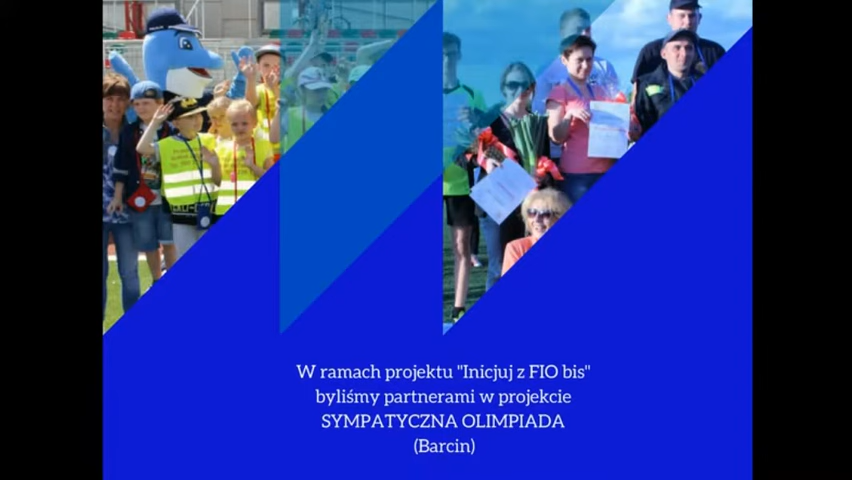 W ramach projektu "Inicjuj z FIO bis"
byliśmy partnerami w projekcie
SYMPATYCZNA OLIMPIADA
(Barcin)